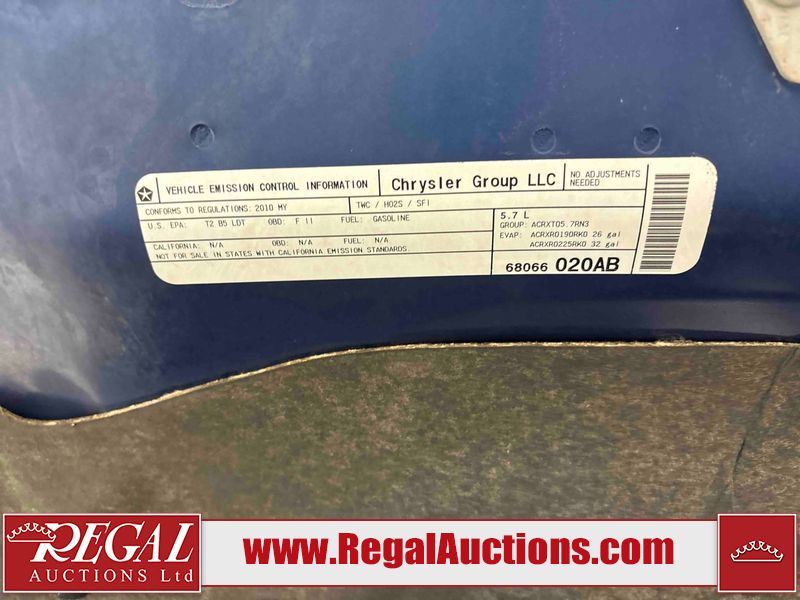 VEHICLE EMISSION CONTROL INFORMATION
Chrysler Group LLC
NO ADJUSTMENTS
NEEDED
CONFORMS TO REGULATIONS: 2010 MY
TWC / HO2S / SFI
U.S. EPA: T2 B5 LDT OBD: F II FUEL: GASOLINE
CALIFORNIA: N/A OBD: N/A FUEL: N/A
NOT FOR SALE IN STATES WITH CALIFORNIA EMISSION STANDARDS.
5.7 L
GROUP: ACRXT05.7RN3
EVAP: ACRXR0190RK0 26 gal
ACRXR0225RK0 32 gal
68066 020AB
REGAL
AUCTIONS Ltd
www.RegalAuctions.com